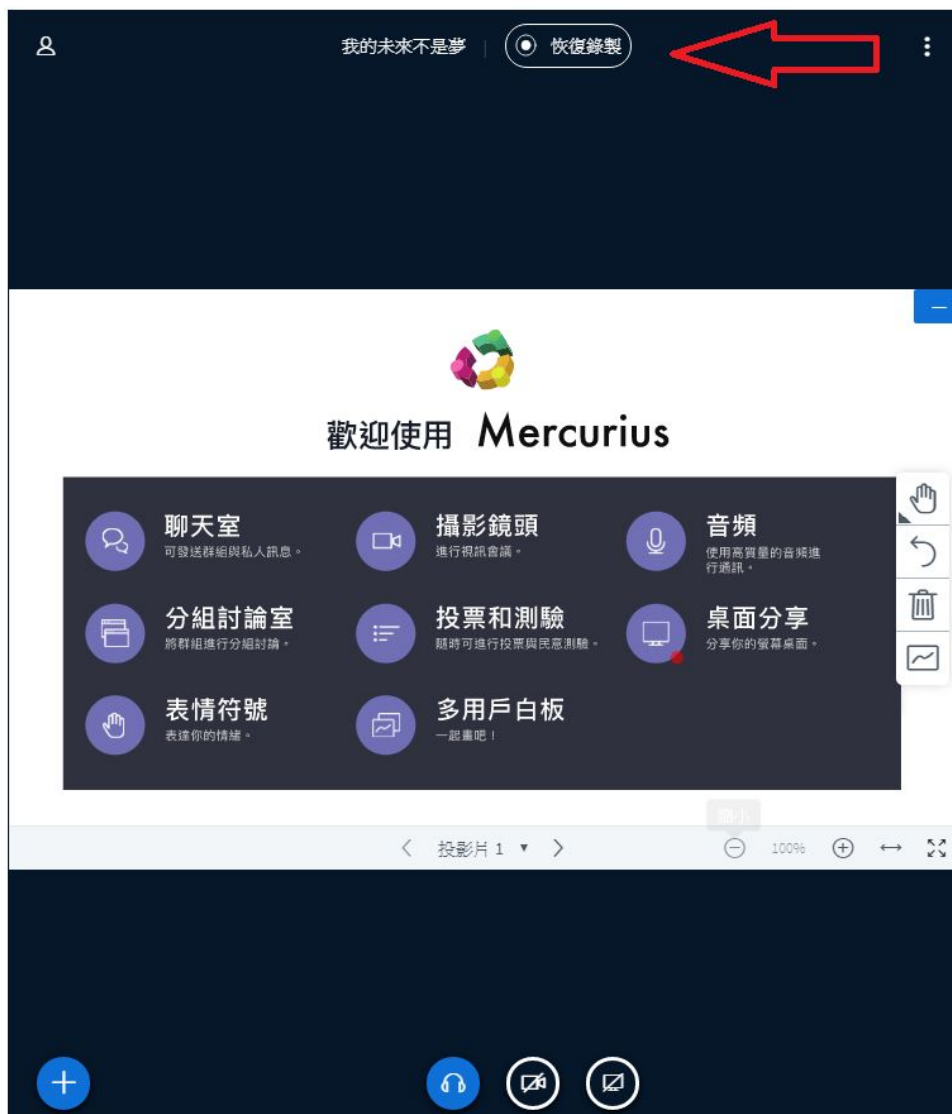 我的未來不是夢
恢復錄製
歡迎使用 Mercurius
聊天室
可發送群組與私人訊息。
攝影鏡頭
進行視訊會議。
音頻
使用高質量的音頻進
行通訊。
分組討論室
將群組進行分組討論。
投票和測驗
隨時可進行投票與民意測驗。
桌面分享
分享你的螢幕桌面。
表情符號
表達你的情緒。
多用戶白板
一起畫吧！
縮小
投影片 1
100%